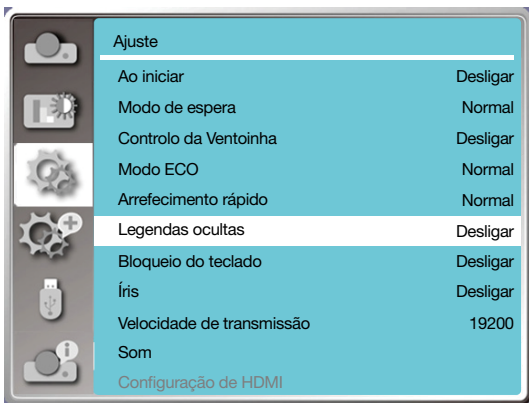 Ajuste
Ao iniciar Desligar
Modo de espera Normal
Controlo da Ventoinha Desligar
Modo ECO Normal
Arrefecimento rápido Normal
Legendas ocultas Desligar
Bloqueio do teclado Desligar
Íris Desligar
Velocidade de transmissão 19200
Som
Configuração de HDMI